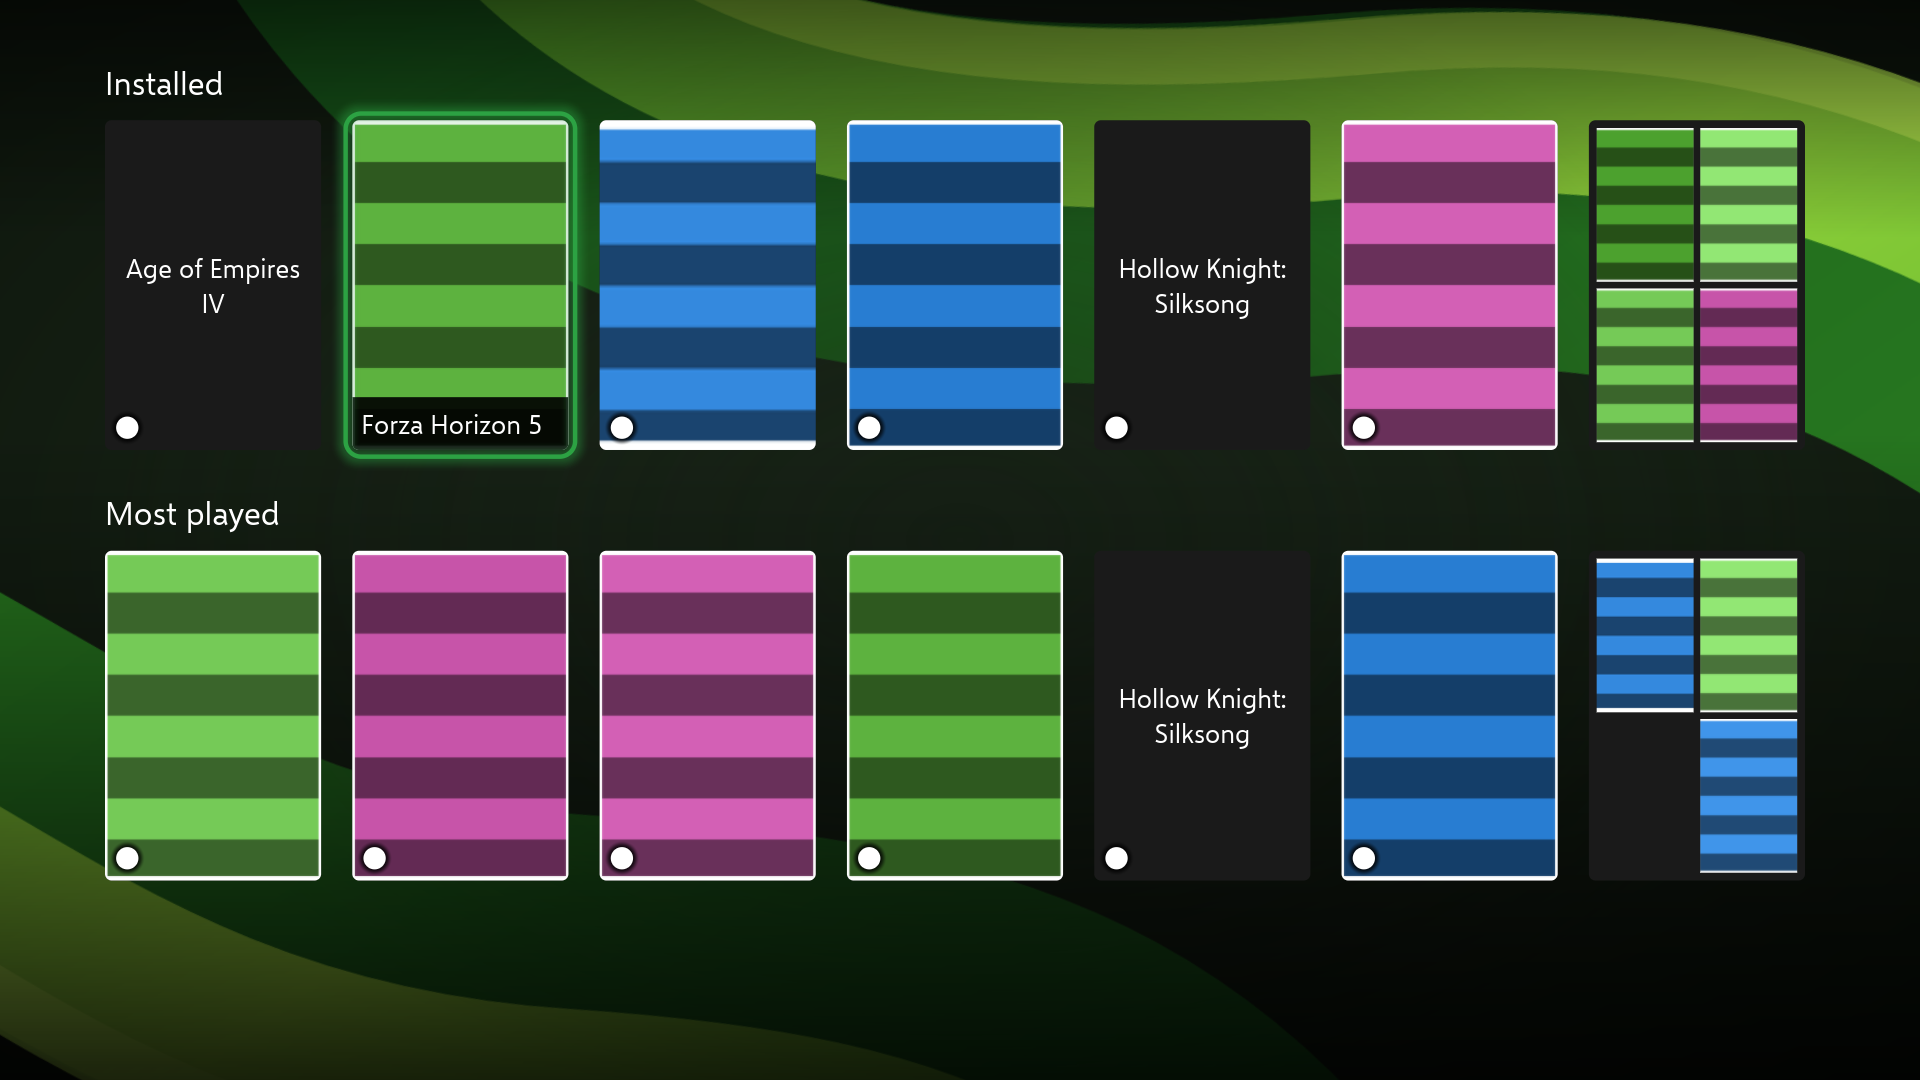 Installed
Age of Empires
IV
Forza Horizon 5
Hollow Knight:
Silksong
Most played
Hollow Knight:
Silksong